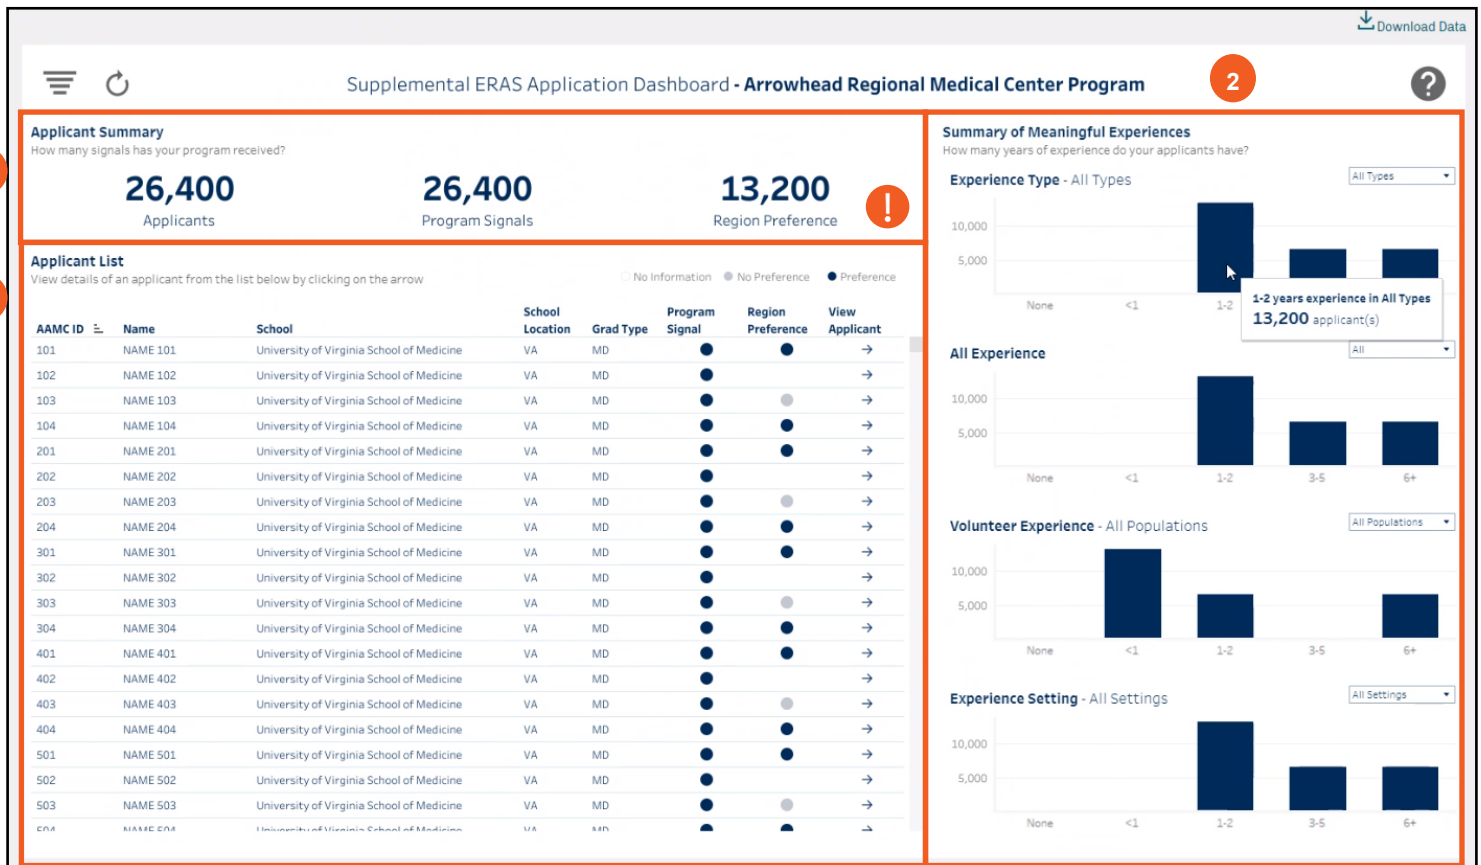 Download Data
Supplemental ERAS Application Dashboard - Arrowhead Regional Medical Center Program
2
?
Applicant Summary
How many signals has your program received?
26,400
Applicants
26,400
Program Signals
13,200
Region Preference
!
Applicant List
View details of an applicant from the list below by clicking on the arrow
No Information No Preference Preference
AAMC ID Name School School Location Grad Type Program Signal Region Preference View Applicant
101 NAME 101 University of Virginia School of Medicine VA MD →
102 NAME 102 University of Virginia School of Medicine VA MD →
103 NAME 103 University of Virginia School of Medicine VA MD →
104 NAME 104 University of Virginia School of Medicine VA MD →
201 NAME 201 University of Virginia School of Medicine VA MD →
202 NAME 202 University of Virginia School of Medicine VA MD →
203 NAME 203 University of Virginia School of Medicine VA MD →
204 NAME 204 University of Virginia School of Medicine VA MD →
301 NAME 301 University of Virginia School of Medicine VA MD →
302 NAME 302 University of Virginia School of Medicine VA MD →
303 NAME 303 University of Virginia School of Medicine VA MD →
304 NAME 304 University of Virginia School of Medicine VA MD →
401 NAME 401 University of Virginia School of Medicine VA MD →
402 NAME 402 University of Virginia School of Medicine VA MD →
403 NAME 403 University of Virginia School of Medicine VA MD →
404 NAME 404 University of Virginia School of Medicine VA MD →
501 NAME 501 University of Virginia School of Medicine VA MD →
502 NAME 502 University of Virginia School of Medicine VA MD →
503 NAME 503 University of Virginia School of Medicine VA MD →
504 NAME 504 University of Virginia School of Medicine VA MD →
Summary of Meaningful Experiences
How many years of experience do your applicants have?
Experience Type - All Types
All Types
10,000
5,000
None <1 1-2
1-2 years experience in All Types
13,200 applicant(s)
All Experience
All
10,000
5,000
None <1 1-2 3-5 6+
Volunteer Experience - All Populations
All Populations
10,000
5,000
None <1 1-2 3-5 6+
Experience Setting - All Settings
All Settings
10,000
5,000
None <1 1-2 3-5 6+